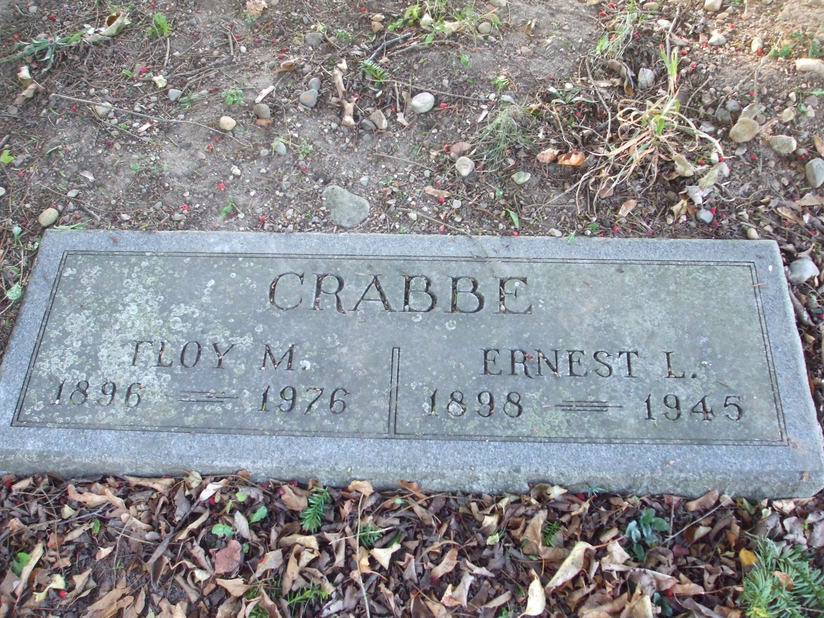 CRABBE
FLOY M.
1896 — 1976
ERNEST L.
1898 — 1945